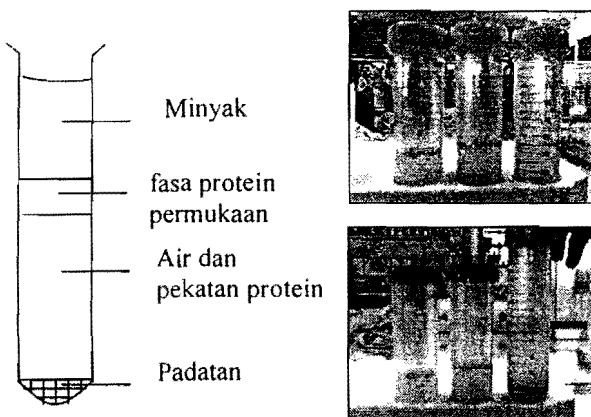 Minyak
fasa protein
permukaan
Air dan
pekatan protein
Padatan